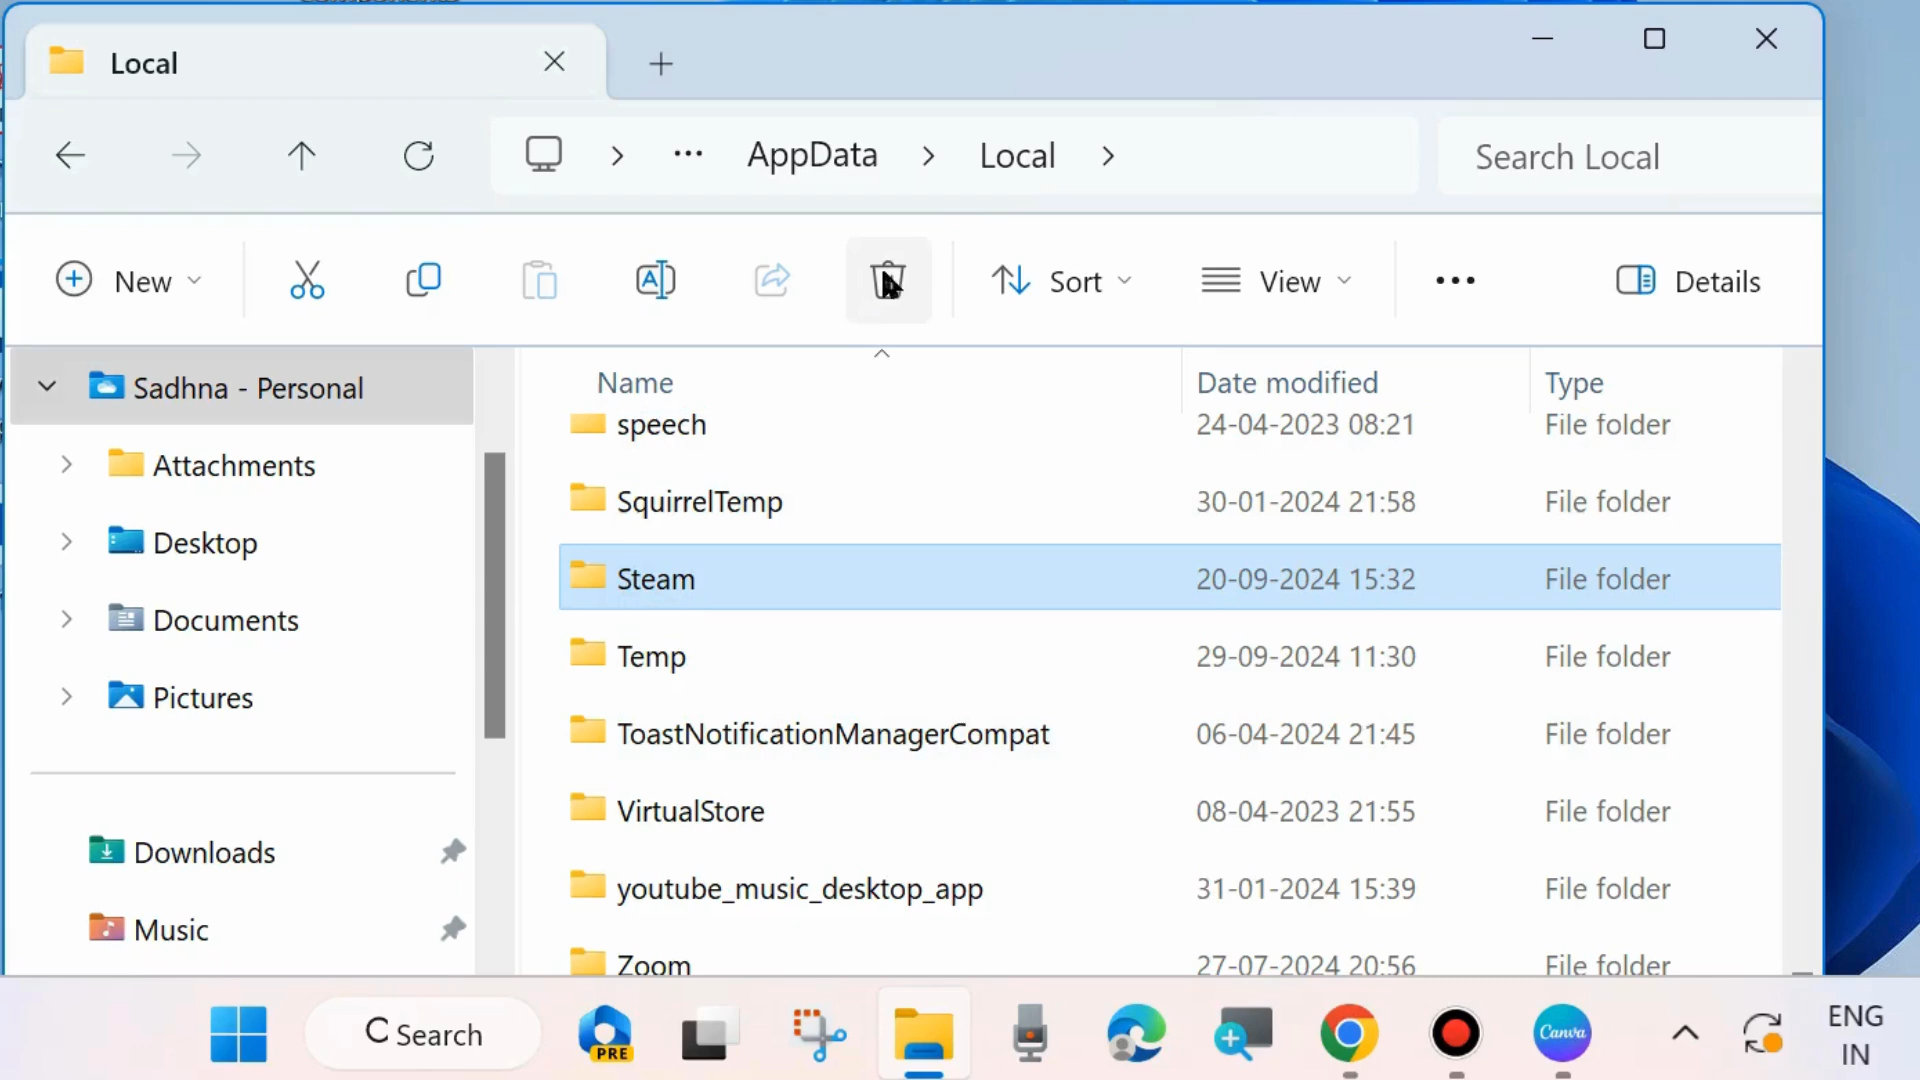 Local
AppData
Local
Search Local
New
A
Sort
View
Details
Sadhna - Personal
Attachments
Desktop
Documents
Pictures
Downloads
Music
Name
Date modified
Type
speech
24-04-2023 08:21
File folder
SquirrelTemp
30-01-2024 21:58
File folder
Steam
20-09-2024 15:32
File folder
Temp
29-09-2024 11:30
File folder
ToastNotificationManagerCompat
06-04-2024 21:45
File folder
VirtualStore
08-04-2023 21:55
File folder
youtube_music_desktop_app
31-01-2024 15:39
File folder
Zoom
27-07-2024 20:56
File folder
Search
PRE
Canva
ENG
IN